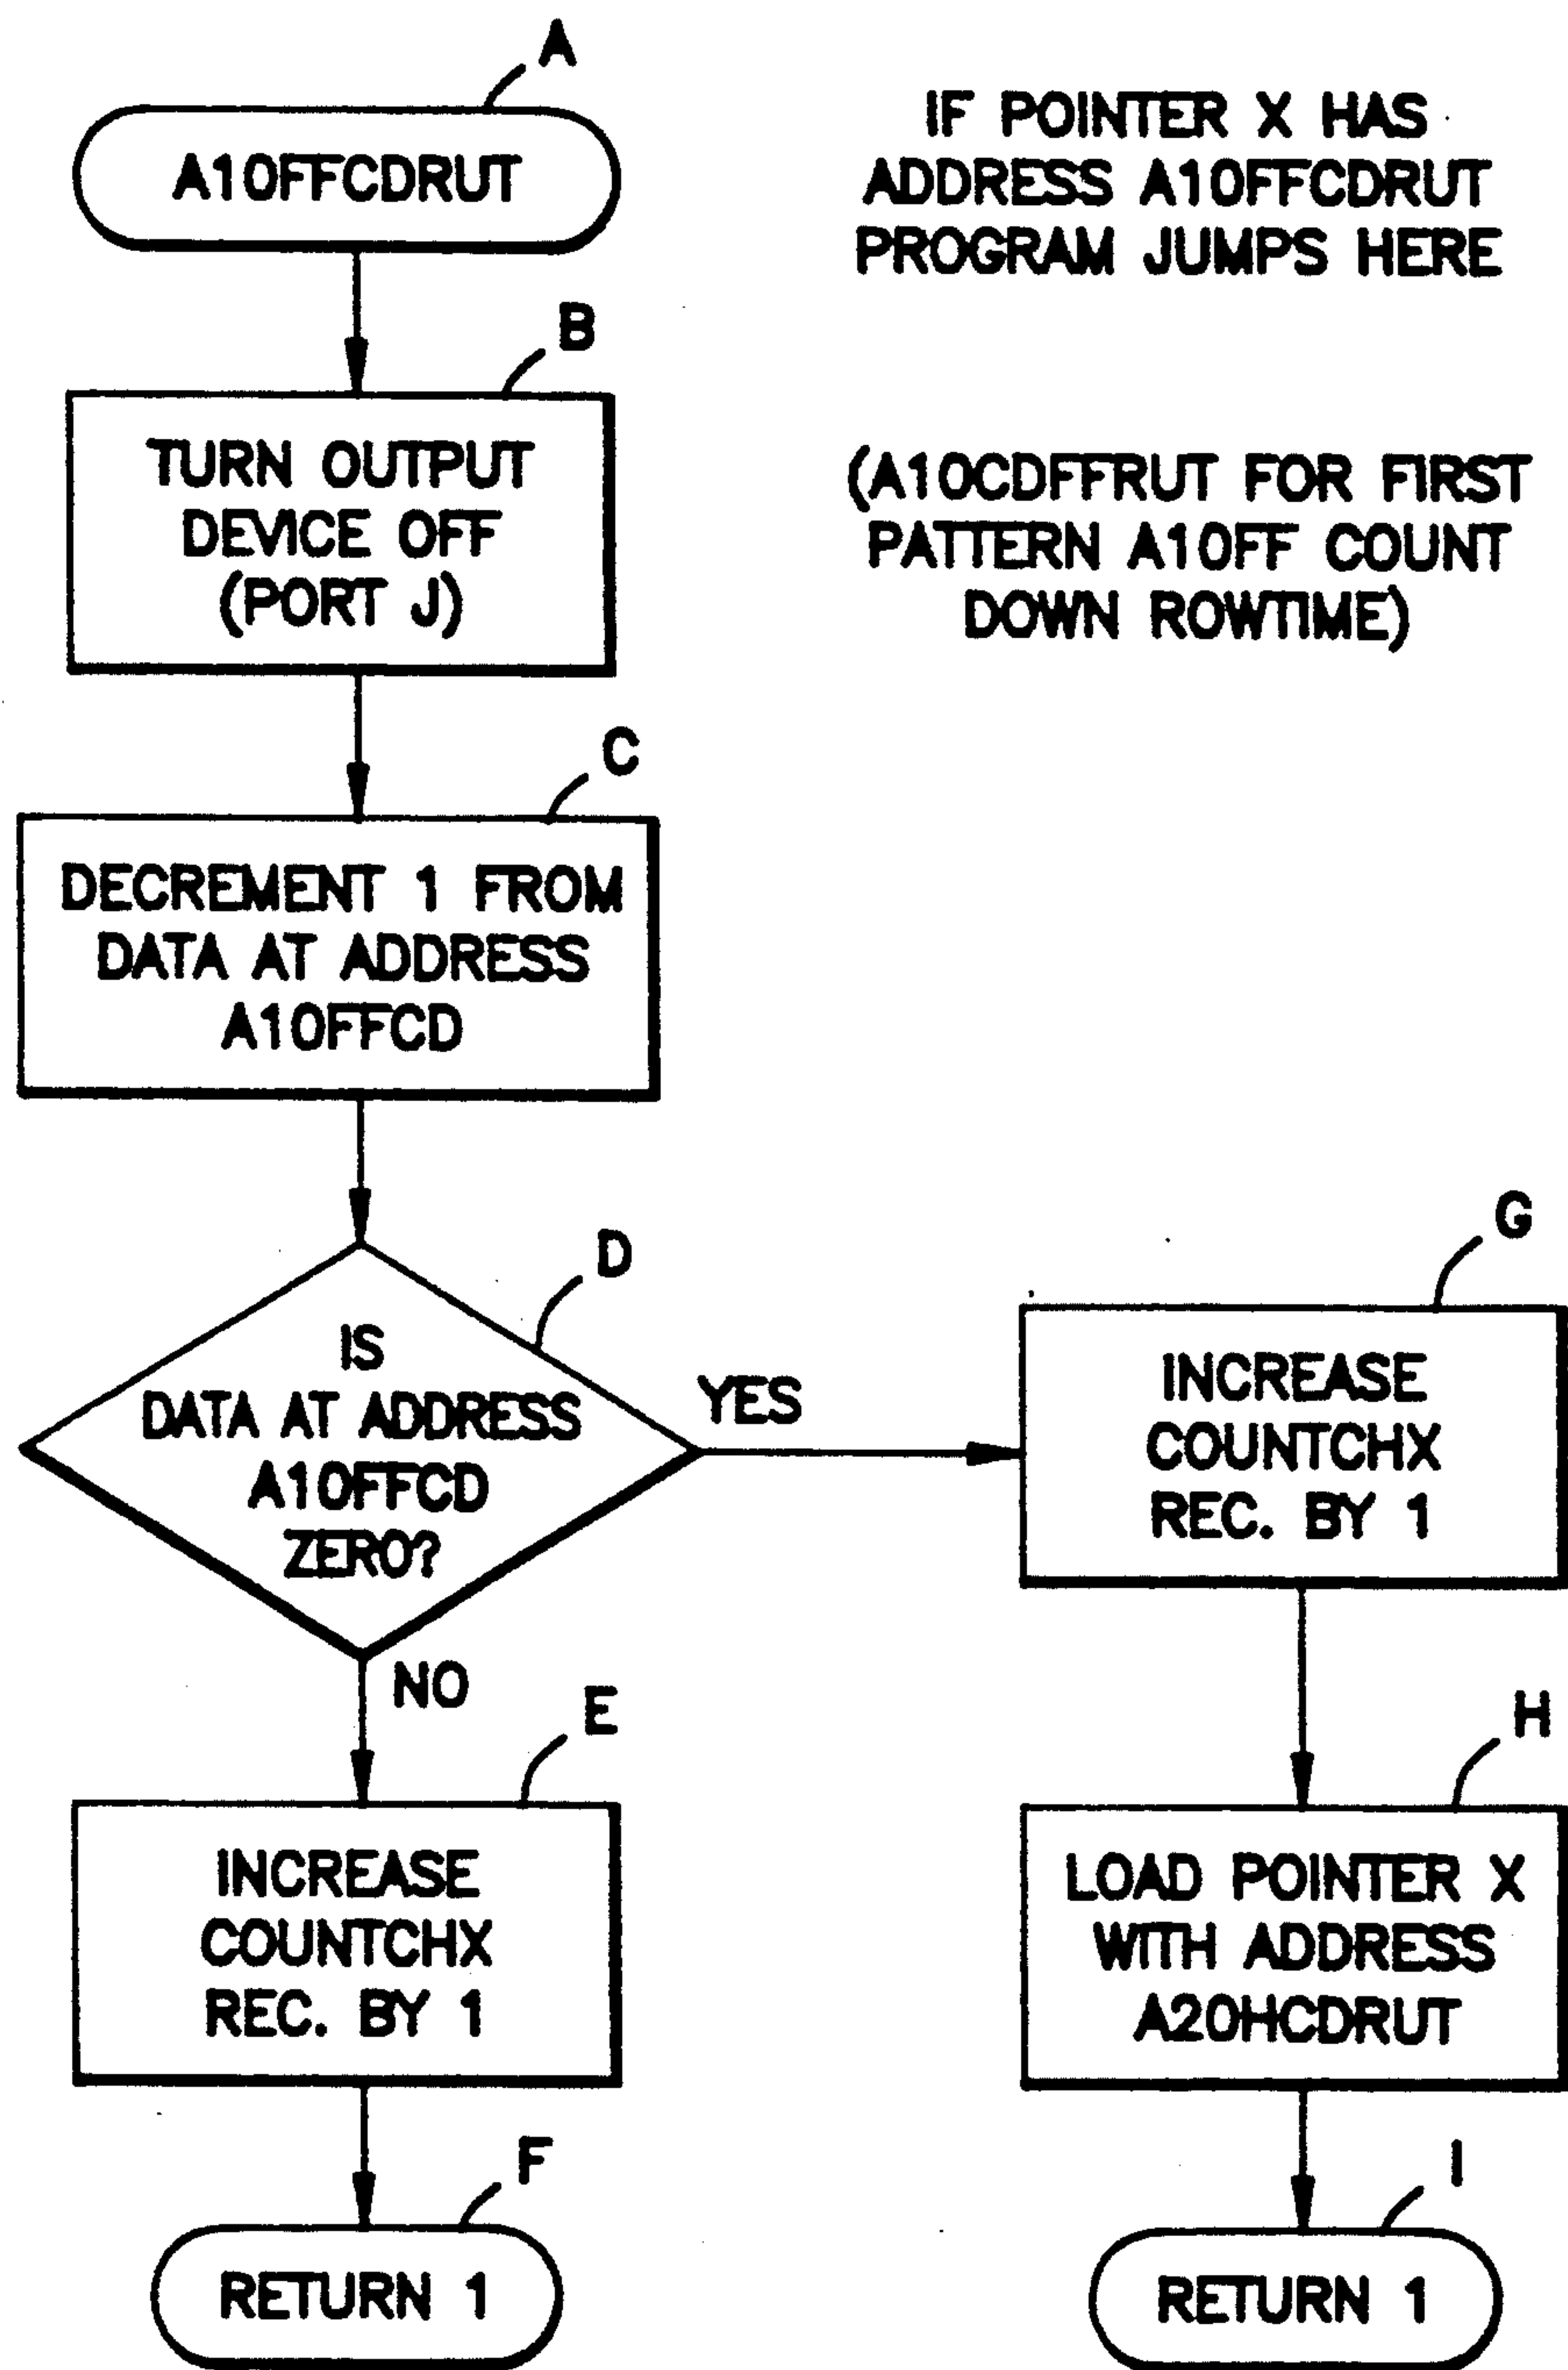 A
A10FFCDRUT
IF POINTER X HAS
ADDRESS A10FFCDRUT
PROGRAM JUMPS HERE
B
TURN OUTPUT
DEVICE OFF
(PORT J)
(A10CDFFRUT FOR FIRST
PATTERN A10FF COUNT
DOWN ROWTIME)
C
DECREMENT 1 FROM
DATA AT ADDRESS
A10FFCD
D
IS
DATA AT ADDRESS
A10FFCD
ZERO?
YES
NO
G
INCREASE
COUNTCHX
REC. BY 1
E
INCREASE
COUNTCHX
REC. BY 1
H
LOAD POINTER X
WITH ADDRESS
A20HCDRUT
F
RETURN 1
I
RETURN 1